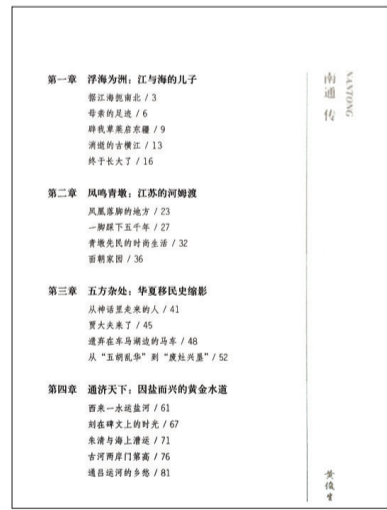 第一章 浮海为洲：江与海的儿子
据江海扼南北 / 3
母亲的足迹 / 6
辟我草莱启东疆 / 9
消逝的古横江 / 13
终于长大了 / 16
第二章 凤鸣青墩：江苏的河姆渡
凤凰落脚的地方 / 23
一脚踩下五千年 / 27
青墩先民的时尚生活 / 32
面朝家园 / 36
第三章 五方杂处：华夏移民史缩影
从神话里走来的人 / 41
贾大夫来了 / 45
遗弃在车马湖边的马车 / 48
从“五胡乱华”到“废灶兴垦” / 52
第四章 通济天下：因盐而兴的黄金水道
西来一水运盐河 / 61
刻在碑文上的时光 / 67
朱清与海上漕运 / 71
古河两岸门第高 / 76
通吕运河的乡愁 / 81
NANTONG
南通 传
黄俊生